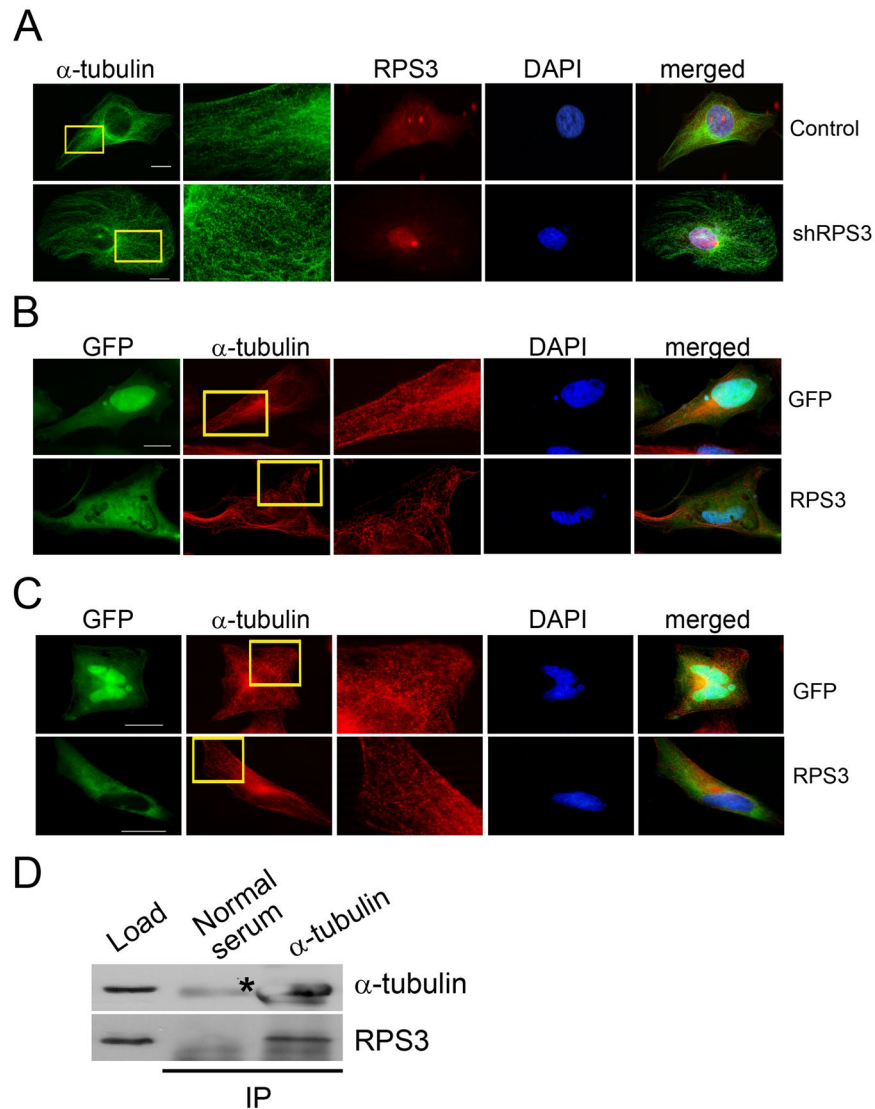 A
α-tubulin RPS3 DAPI merged
Control
shRPS3
B
GFP α-tubulin DAPI merged
GFP
RPS3
C
GFP α-tubulin DAPI merged
GFP
RPS3
D
Load Normal serum α-tubulin
* α-tubulin
RPS3
IP